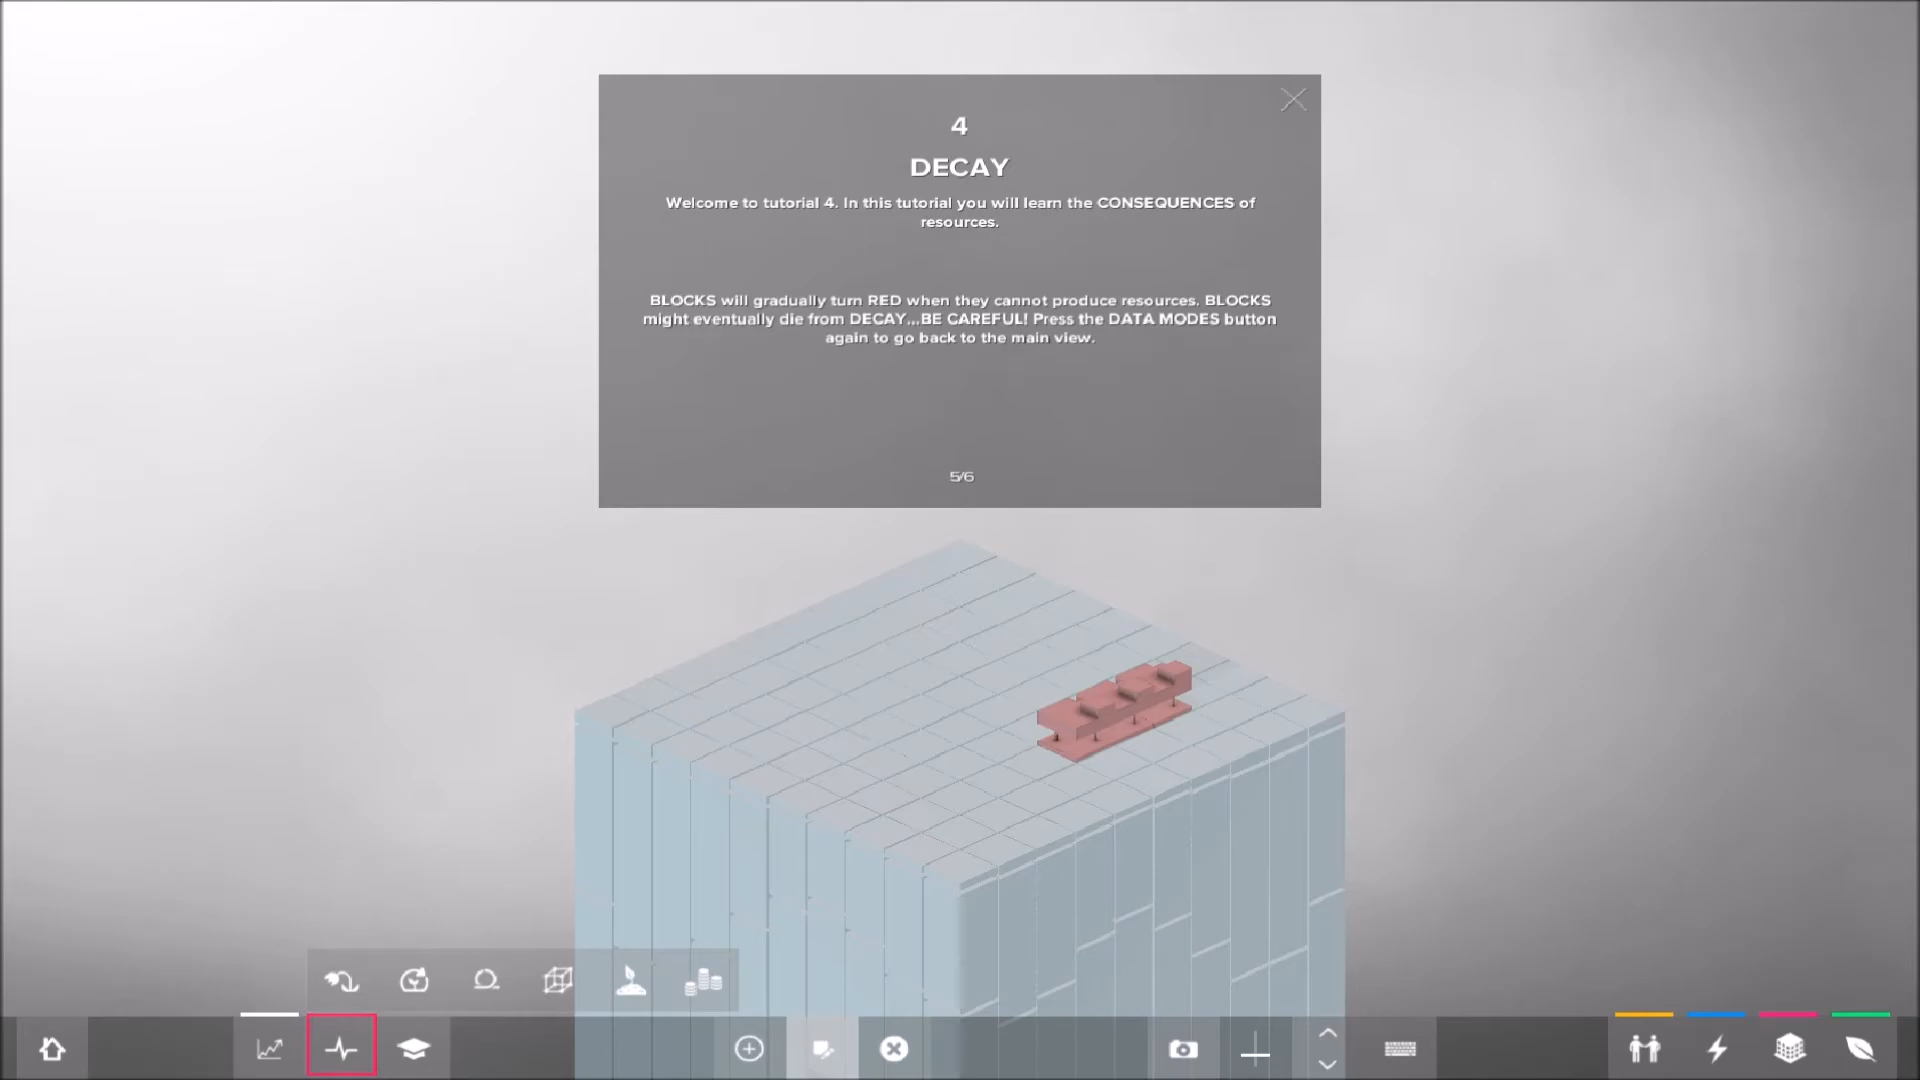 4
DECAY
Welcome to tutorial 4. In this tutorial you will learn the CONSEQUENCES of
resources.
BLOCKS will gradually turn RED when they cannot produce resources. BLOCKS
might eventually die from DECAY...BE CAREFUL! Press the DATA MODES button
again to go back to the main view.
5/6